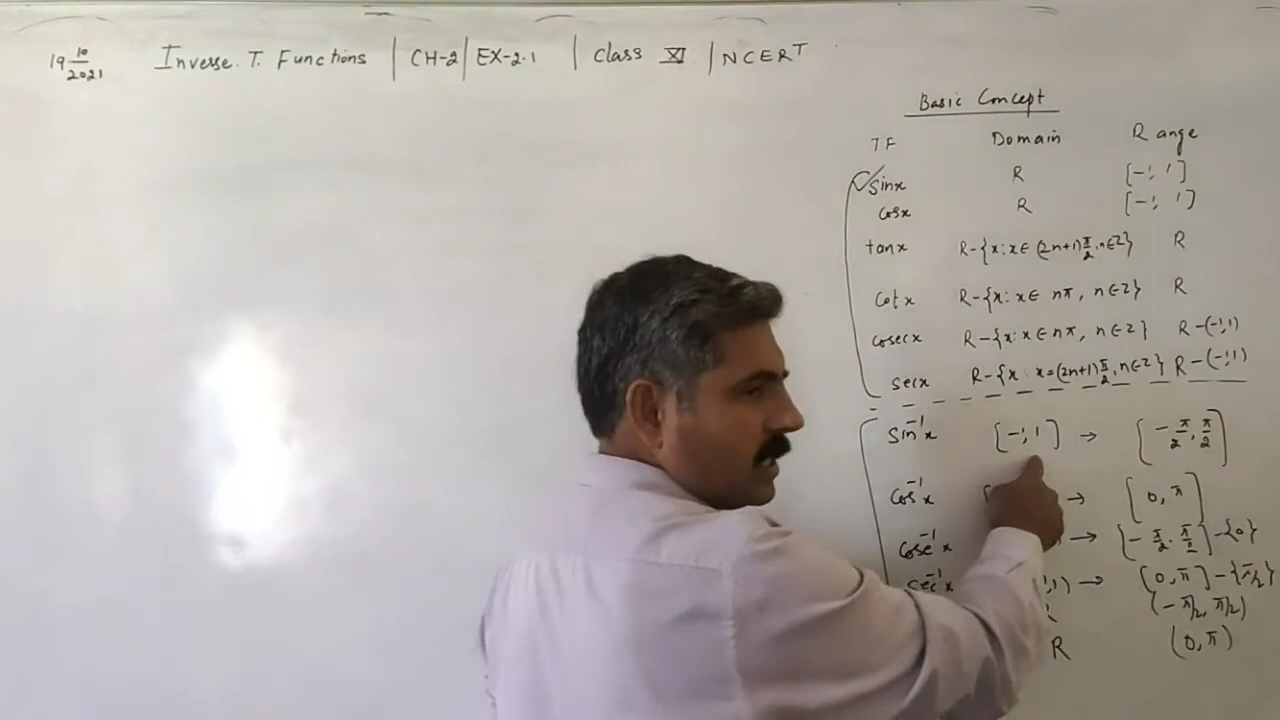 19 10/2021 Inverse. T. Functions | CH-2 | EX-2.1 | Class XI | NCERT
Basic Concept
TF Domain Range
✓ sinx R [-1, 1]
cosx R [-1, 1]
tanx R-{x:x∈(2n+1)π/2, n∈Z} R
cotx R-{x:x∈nπ, n∈Z} R
cosecx R-{x:x∈nπ, n∈Z} R-(-1,1)
secx R-{x:x=(2n+1)π/2, n∈Z} R-(-1,1)
sin⁻¹x [-1, 1] → [-π/2, π/2]
cos⁻¹x [ → [0, π]
cosec⁻¹x → [-π/2, π/2]-{0}
sec⁻¹x ,1) → [0, π]-{π/2}
(-π/2, π/2)
R (0, π)